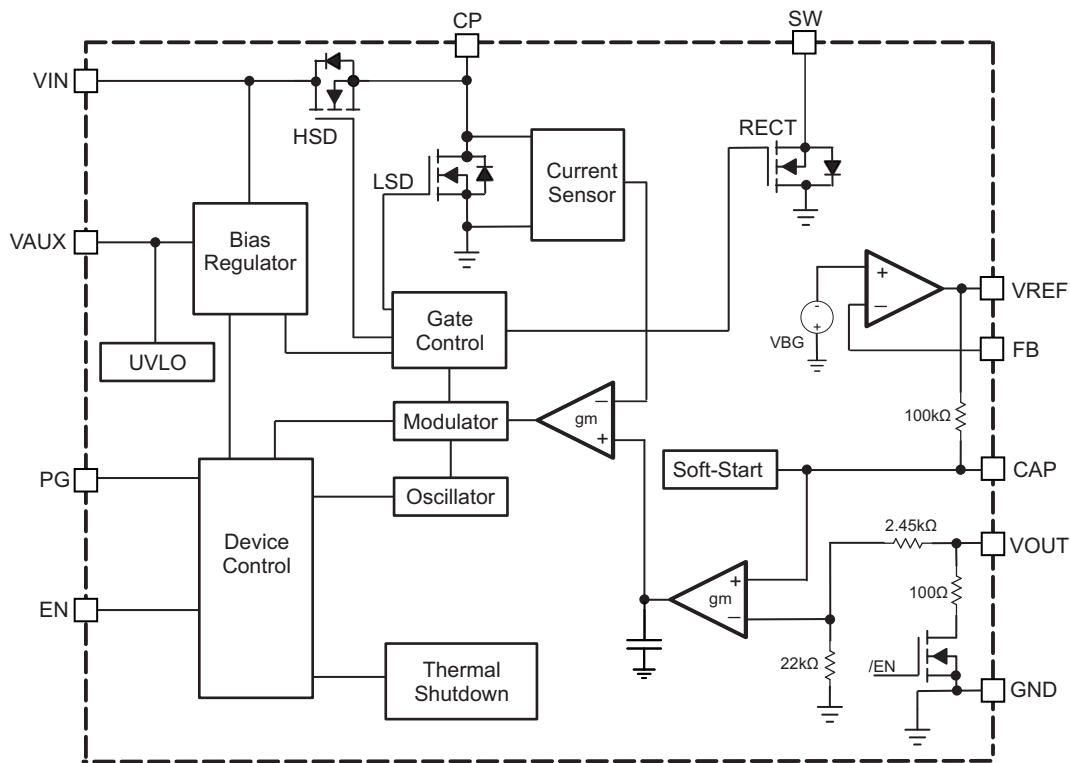 CP
SW
VIN
HSD
RECT
LSD
Current
Sensor
VAUX
Bias
Regulator
+
−
VREF
Gate
Control
-
+
VBG
FB
UVLO
Modulator
−
gm
+
100kΩ
PG
Oscillator
Soft-Start
CAP
2.45kΩ
VOUT
Device
Control
+
gm
−
100Ω
EN
22kΩ
/EN
Thermal
Shutdown
GND